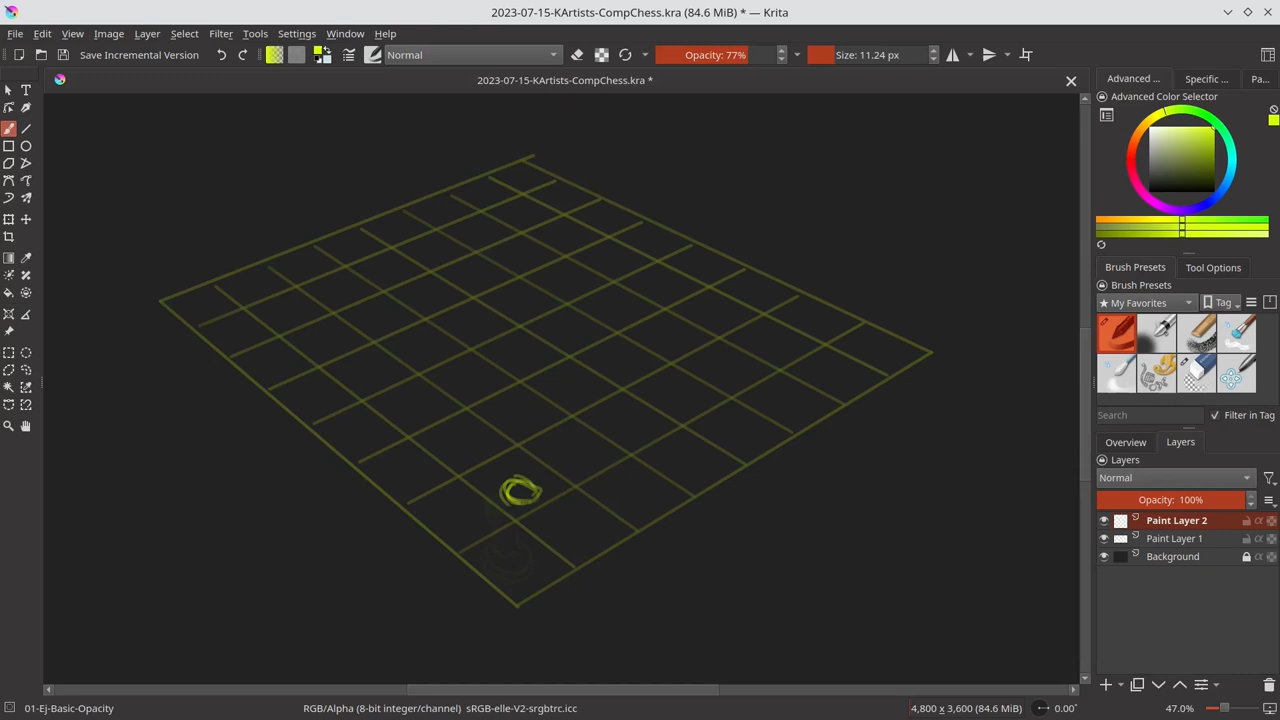 2023-07-15-KArtists-CompChess.kra (84.6 MiB) * — Krita
File Edit View Image Layer Select Filter Tools Settings Window Help
Save Incremental Version Normal Opacity: 77% Size: 11.24 px
2023-07-15-KArtists-CompChess.kra *
Advanced ... Specific ... Pa...
Advanced Color Selector
Brush Presets Tool Options
Brush Presets
★ My Favorites Tag
Search Filter in Tag
Overview Layers
Layers
Normal
Opacity: 100%
Paint Layer 2
Paint Layer 1
Background
01-Ej-Basic-Opacity RGB/Alpha (8-bit integer/channel) sRGB-elle-V2-srgbtrc.icc 4,800 x 3,600 (84.6 MiB) 0.00° 47.0%